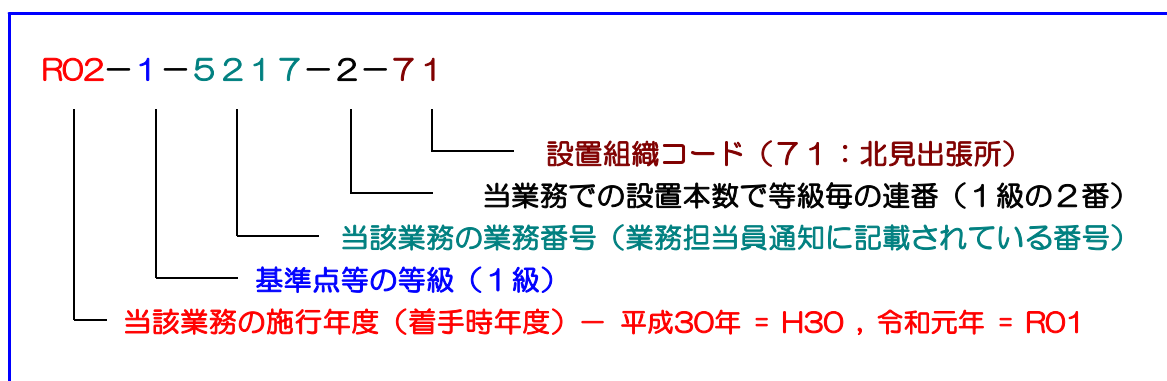 R02－１－５２１７－２－７１
設置組織コード（７１：北見出張所）
当業務での設置本数で等級毎の連番（１級の２番）
当該業務の業務番号（業務担当員通知に記載されている番号）
基準点等の等級（１級）
当該業務の施行年度（着手時年度）－ 平成30年 = H30 , 令和元年 = R01